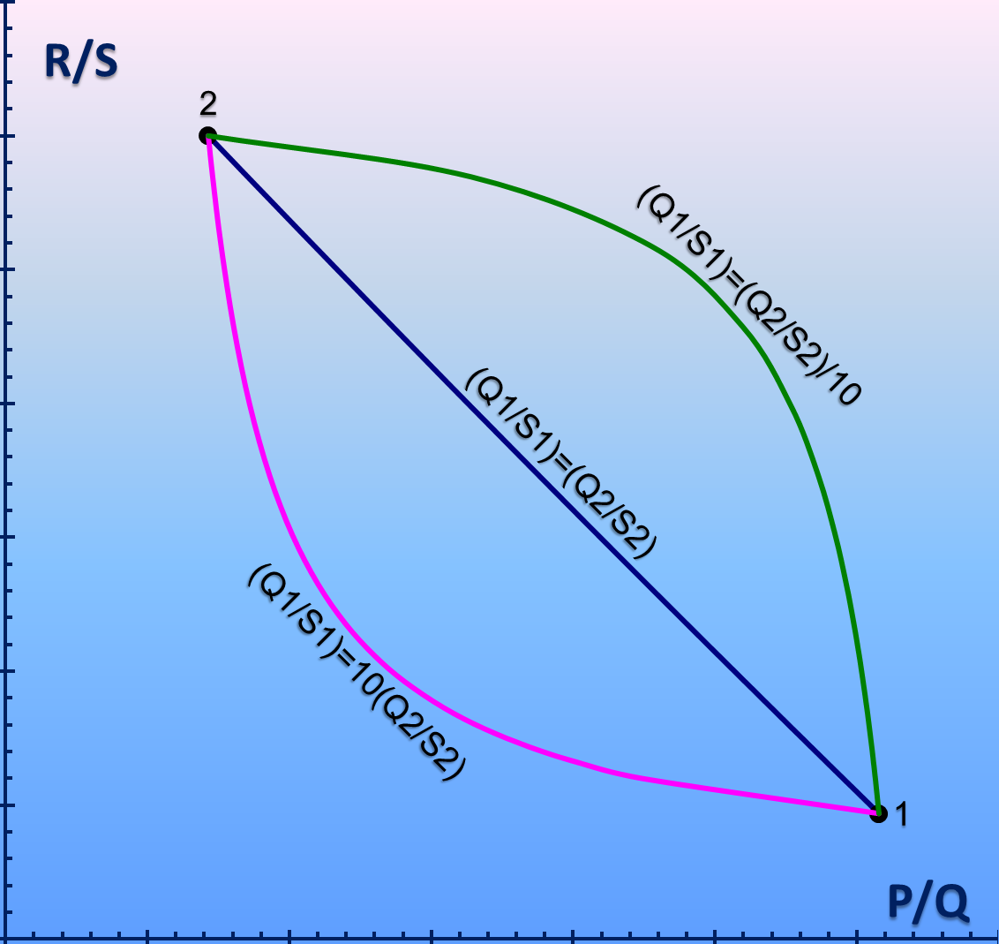 R/S
2
(Q1/S1)=(Q2/S2)/10
(Q1/S1)=(Q2/S2)
(Q1/S1)=10(Q2/S2)
1
P/Q